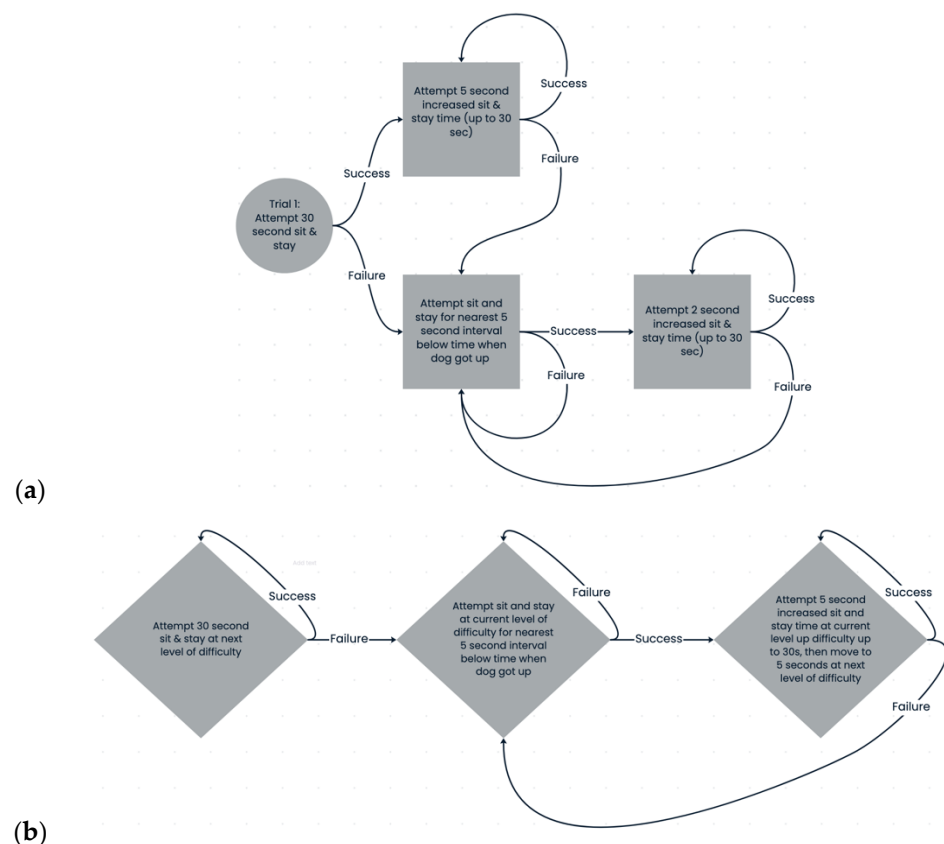 Attempt 5 second
increased sit &
stay time (up to 30
sec)
Success
Failure
Success
Trial 1:
Attempt 30
second sit &
stay
Failure
Attempt sit and
stay for nearest 5
second interval
below time when
dog got up
Success
Failure
Attempt 2 second
increased sit &
stay time (up to 30
sec)
Success
Failure
(a)
Attempt 30 second
sit & stay at next
level of difficulty
Success
Failure
Attempt sit and stay
at current level of
difficulty for nearest
5 second interval
below time when
dog got up
Failure
Success
Attempt 5 second
increased sit and
stay time at current
level up difficulty up
to 30s, then move to
5 seconds at next
level of difficulty
Success
Failure
(b)